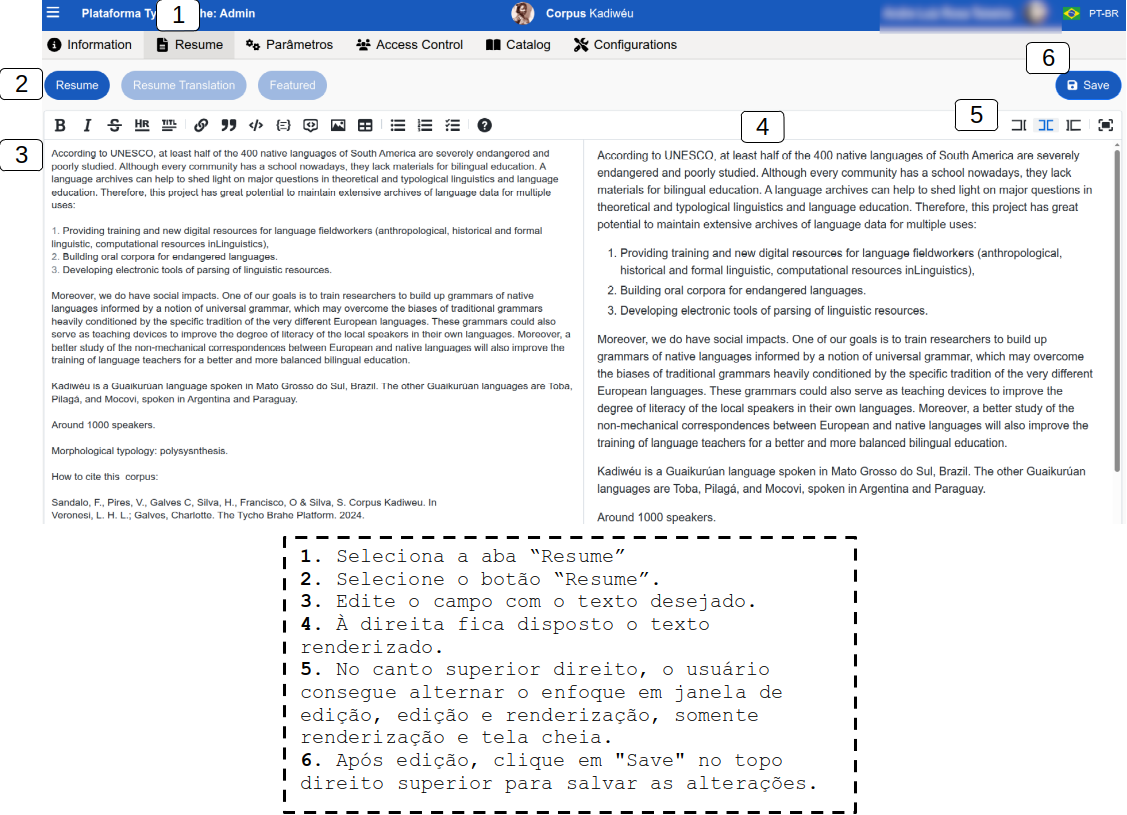 Plataforma Ty he: Admin
Corpus Kadiwéu
PT-BR
1
Information Resume Parâmetros Access Control Catalog Configurations
6
2
Resume Resume Translation Featured
Save
B I S HR TITL
4
5
3
According to UNESCO, at least half of the 400 native languages of South America are severely endangered and
poorly studied. Although every community has a school nowadays, they lack materials for bilingual education. A
language archives can help to shed light on major questions in theoretical and typological linguistics and language
education. Therefore, this project has great potential to maintain extensive archives of language data for multiple
uses:
1. Providing training and new digital resources for language fieldworkers (anthropological, historical and formal
linguistic, computational resources inLinguistics),
2. Building oral corpora for endangered languages.
3. Developing electronic tools of parsing of linguistic resources.
Moreover, we do have social impacts. One of our goals is to train researchers to build up grammars of native
languages informed by a notion of universal grammar, which may overcome the biases of traditional grammars
heavily conditioned by the specific tradition of the very different European languages. These grammars could also
serve as teaching devices to improve the degree of literacy of the local speakers in their own languages. Moreover, a
better study of the non-mechanical correspondences between European and native languages will also improve the
training of language teachers for a better and more balanced bilingual education.
Kadiwéu is a Guaikurúan language spoken in Mato Grosso do Sul, Brazil. The other Guaikurúan languages are Toba,
Pilagá, and Mocovi, spoken in Argentina and Paraguay.
Around 1000 speakers.
Morphological typology: polysysnthesis.
How to cite this corpus:
Sandalo, F., Pires, V., Galves C, Silva, H., Francisco, O & Silva, S. Corpus Kadiweu. In
Veronesi, L. H. L.; Galves, Charlotte. The Tycho Brahe Platform. 2024.
According to UNESCO, at least half of the 400 native languages of South America are severely
endangered and poorly studied. Although every community has a school nowadays, they lack
materials for bilingual education. A language archives can help to shed light on major questions in
theoretical and typological linguistics and language education. Therefore, this project has great
potential to maintain extensive archives of language data for multiple uses:
1. Providing training and new digital resources for language fieldworkers (anthropological,
historical and formal linguistic, computational resources inLinguistics),
2. Building oral corpora for endangered languages.
3. Developing electronic tools of parsing of linguistic resources.
Moreover, we do have social impacts. One of our goals is to train researchers to build up
grammars of native languages informed by a notion of universal grammar, which may overcome
the biases of traditional grammars heavily conditioned by the specific tradition of the very different
European languages. These grammars could also serve as teaching devices to improve the
degree of literacy of the local speakers in their own languages. Moreover, a better study of the
non-mechanical correspondences between European and native languages will also improve the
training of language teachers for a better and more balanced bilingual education.
Kadiwéu is a Guaikurúan language spoken in Mato Grosso do Sul, Brazil. The other Guaikurúan
languages are Toba, Pilagá, and Mocovi, spoken in Argentina and Paraguay.
Around 1000 speakers.
1. Seleciona a aba “Resume”
2. Selecione o botão “Resume”.
3. Edite o campo com o texto desejado.
4. À direita fica disposto o texto
renderizado.
5. No canto superior direito, o usuário
consegue alternar o enfoque em janela de
edição, edição e renderização, somente
renderização e tela cheia.
6. Após edição, clique em "Save" no topo
direito superior para salvar as alterações.